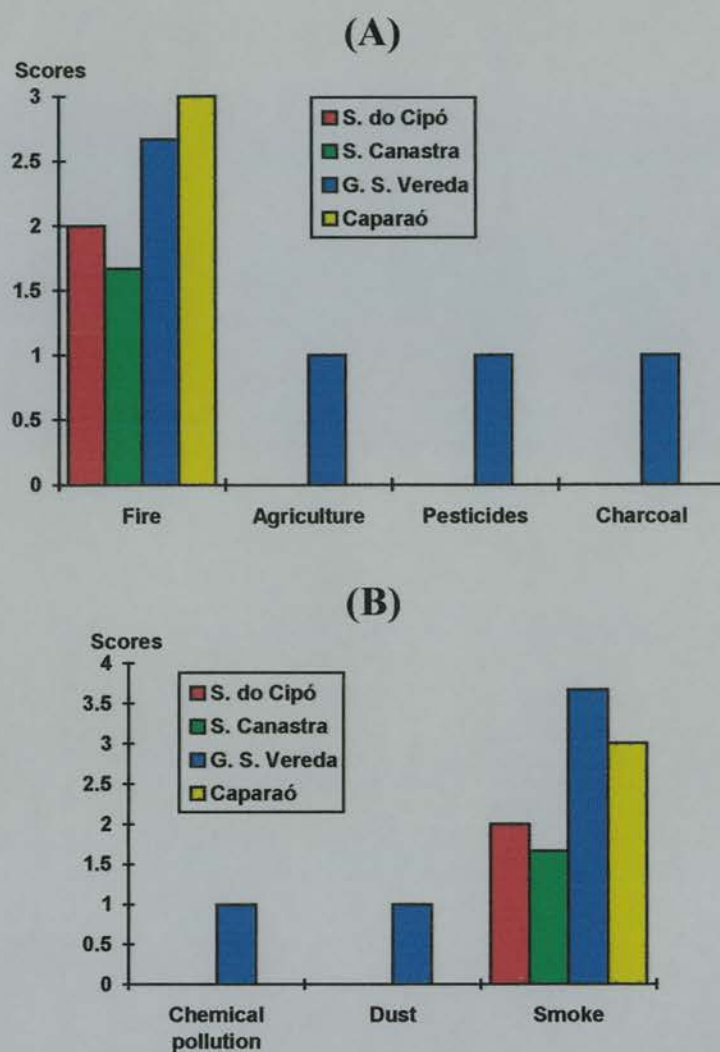 (A)
Scores
3
2.5
2
1.5
1
0.5
0
S. do Cipó
S. Canastra
G. S. Vereda
Caparaó
Fire
Agriculture
Pesticides
Charcoal
(B)
Scores
4
3.5
3
2.5
2
1.5
1
0.5
0
S. do Cipó
S. Canastra
G. S. Vereda
Caparaó
Chemical
pollution
Dust
Smoke